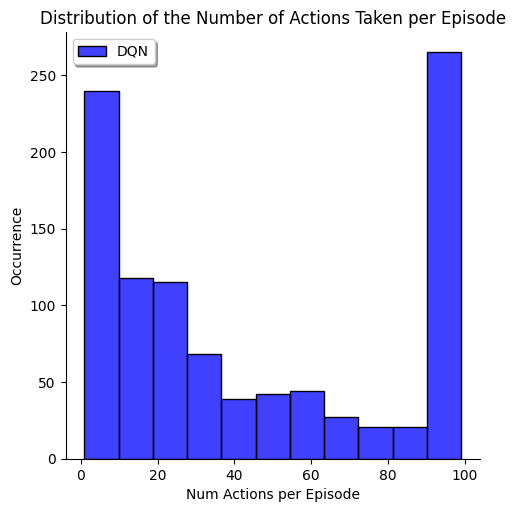 Distribution of the Number of Actions Taken per Episode
DQN
Occurrence
250
200
150
100
50
0
0 20 40 60 80 100
Num Actions per Episode